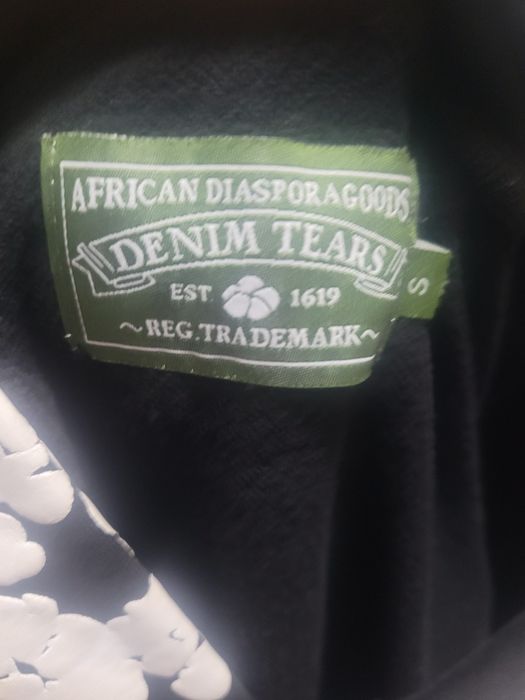 AFRICAN DIASPORAGOODS
DENIM TEARS
EST. 1619
~REG.TRADEMARK~
S